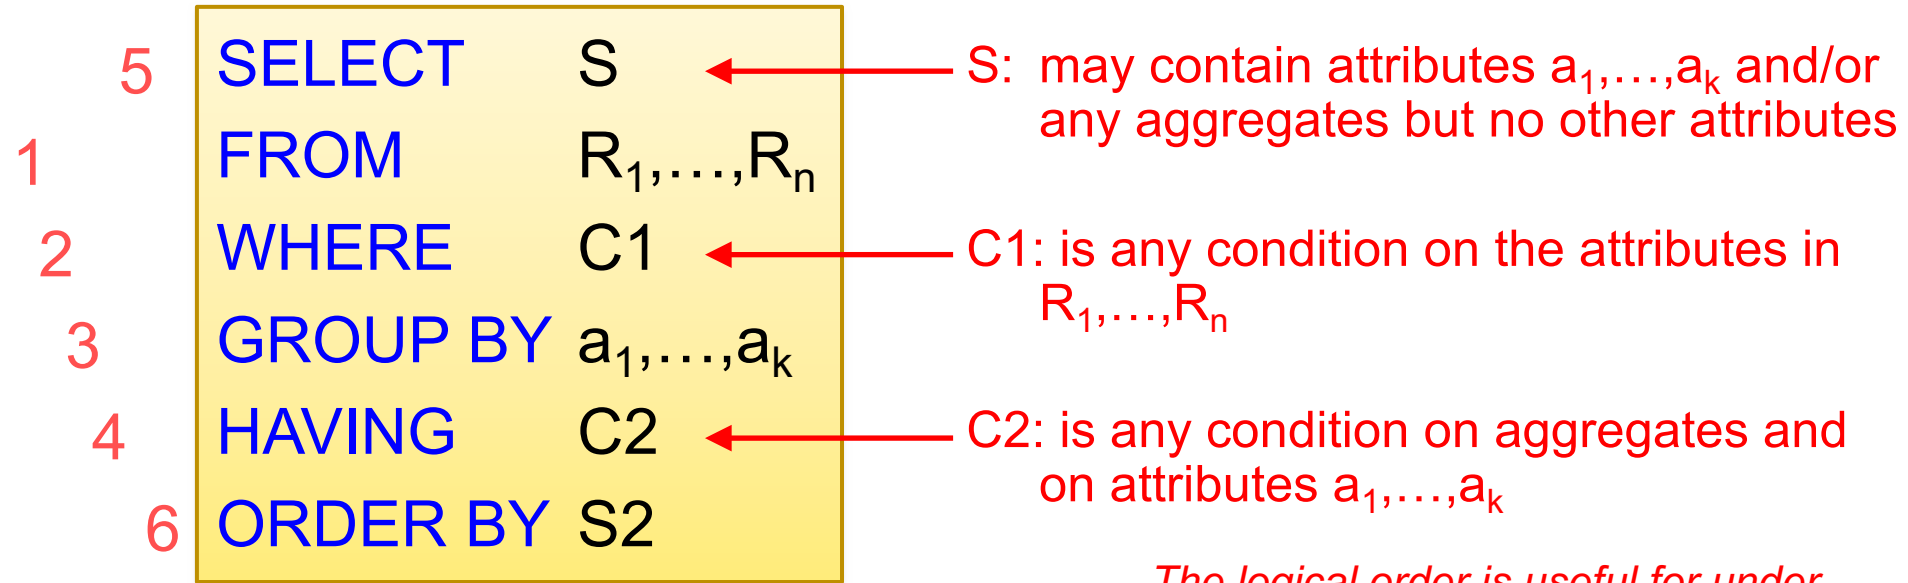 5 SELECT S S: may contain attributes a₁,…,aₖ and/or
any aggregates but no other attributes
1 FROM R₁,…,Rₙ
2 WHERE C1 C1: is any condition on the attributes in
R₁,…,Rₙ
3 GROUP BY a₁,…,aₖ
4 HAVING C2 C2: is any condition on aggregates and
on attributes a₁,…,aₖ
6 ORDER BY S2
The logical order is useful for under